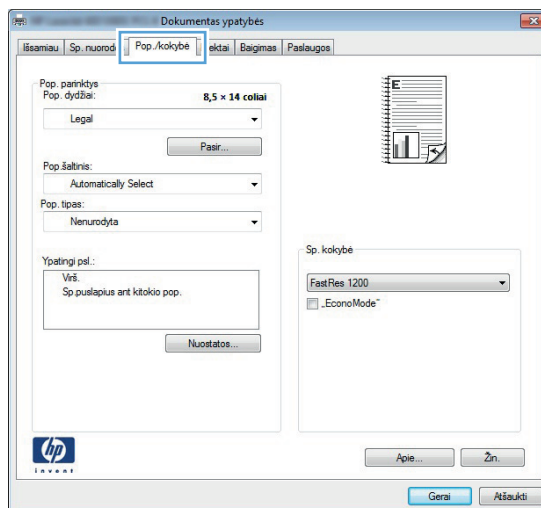 Dokumentas ypatybės
Išsamiau Sp. nuorod Pop./kokybė ektai Baigimas Paslaugos
Pop. parinktys
Pop. dydžiai: 8,5 × 14 coliai
Legal
Pasir...
Pop.šaltinis:
Automatically Select
Pop. tipas:
Nenurodyta
Ypatingi psl.:
Virš.
Sp.puslapius ant kitokio pop.
Nuostatos...
E
Sp. kokybė
FastRes 1200
„EconoMode"
hp
invent
Apie... Žin.
Gerai Atšaukti